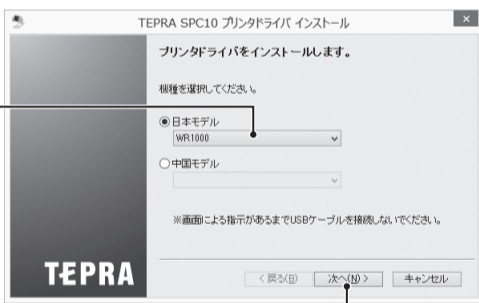 TEPRA SPC10 プリンタドライバ インストール
プリンタドライバをインストールします。
機種を選択してください。
日本モデル
WR1000
中国モデル
※画面による指示があるまでUSBケーブルを接続しないでください。
TEPRA
< 戻る(B)
次へ(N) >
キャンセル